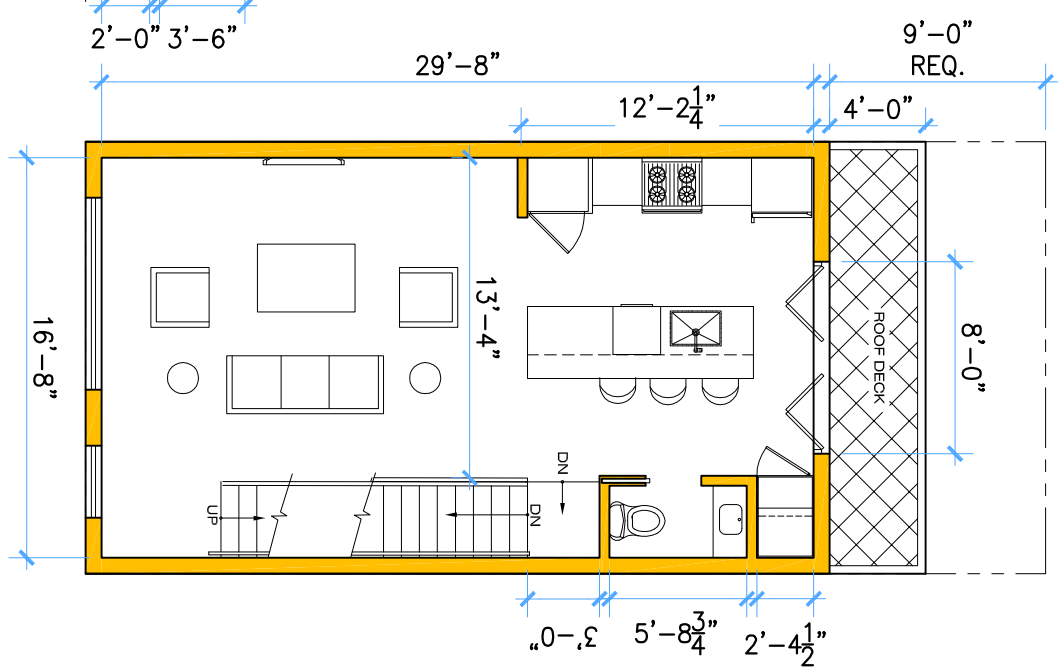 2’-0” 3’-6”
9’-0”
REQ.
29’-8”
12’-2 1/4”
4’-0”
13’-4”
16’-8”
ROOF DECK
8’-0”
DN
UP
DN
3’-0”
5’-8 3/4”
2’-4 1/2”